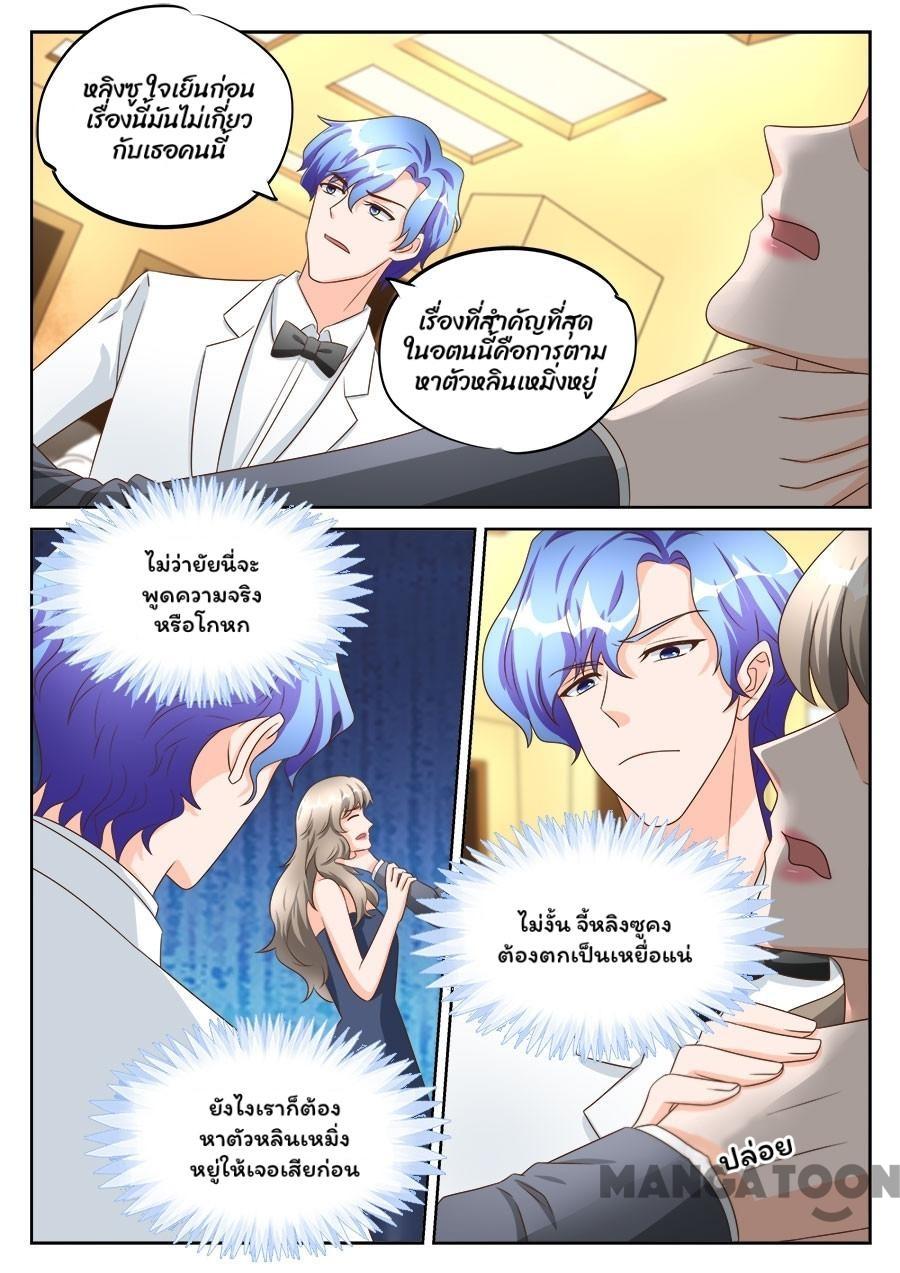 หลิงซู ใจเย็นก่อน
เรื่องนี้มันไม่เกี่ยว
กับเธอคนนี้
เรื่องที่สำคัญที่สุด
ในอตนนี้คือการตาม
หาตัวหลินเหมิ่งหยู่
ไม่ว่ายัยนี่จะ
พูดความจริง
หรือโกหก
ไม่งั้น จี้หลิงซูคง
ต้องตกเป็นเหยื่อแน่
ยังไงเราก็ต้อง
หาตัวหลินเหมิ่ง
หยู่ให้เจอเสียก่อน
ปล่อย
MANGATOON